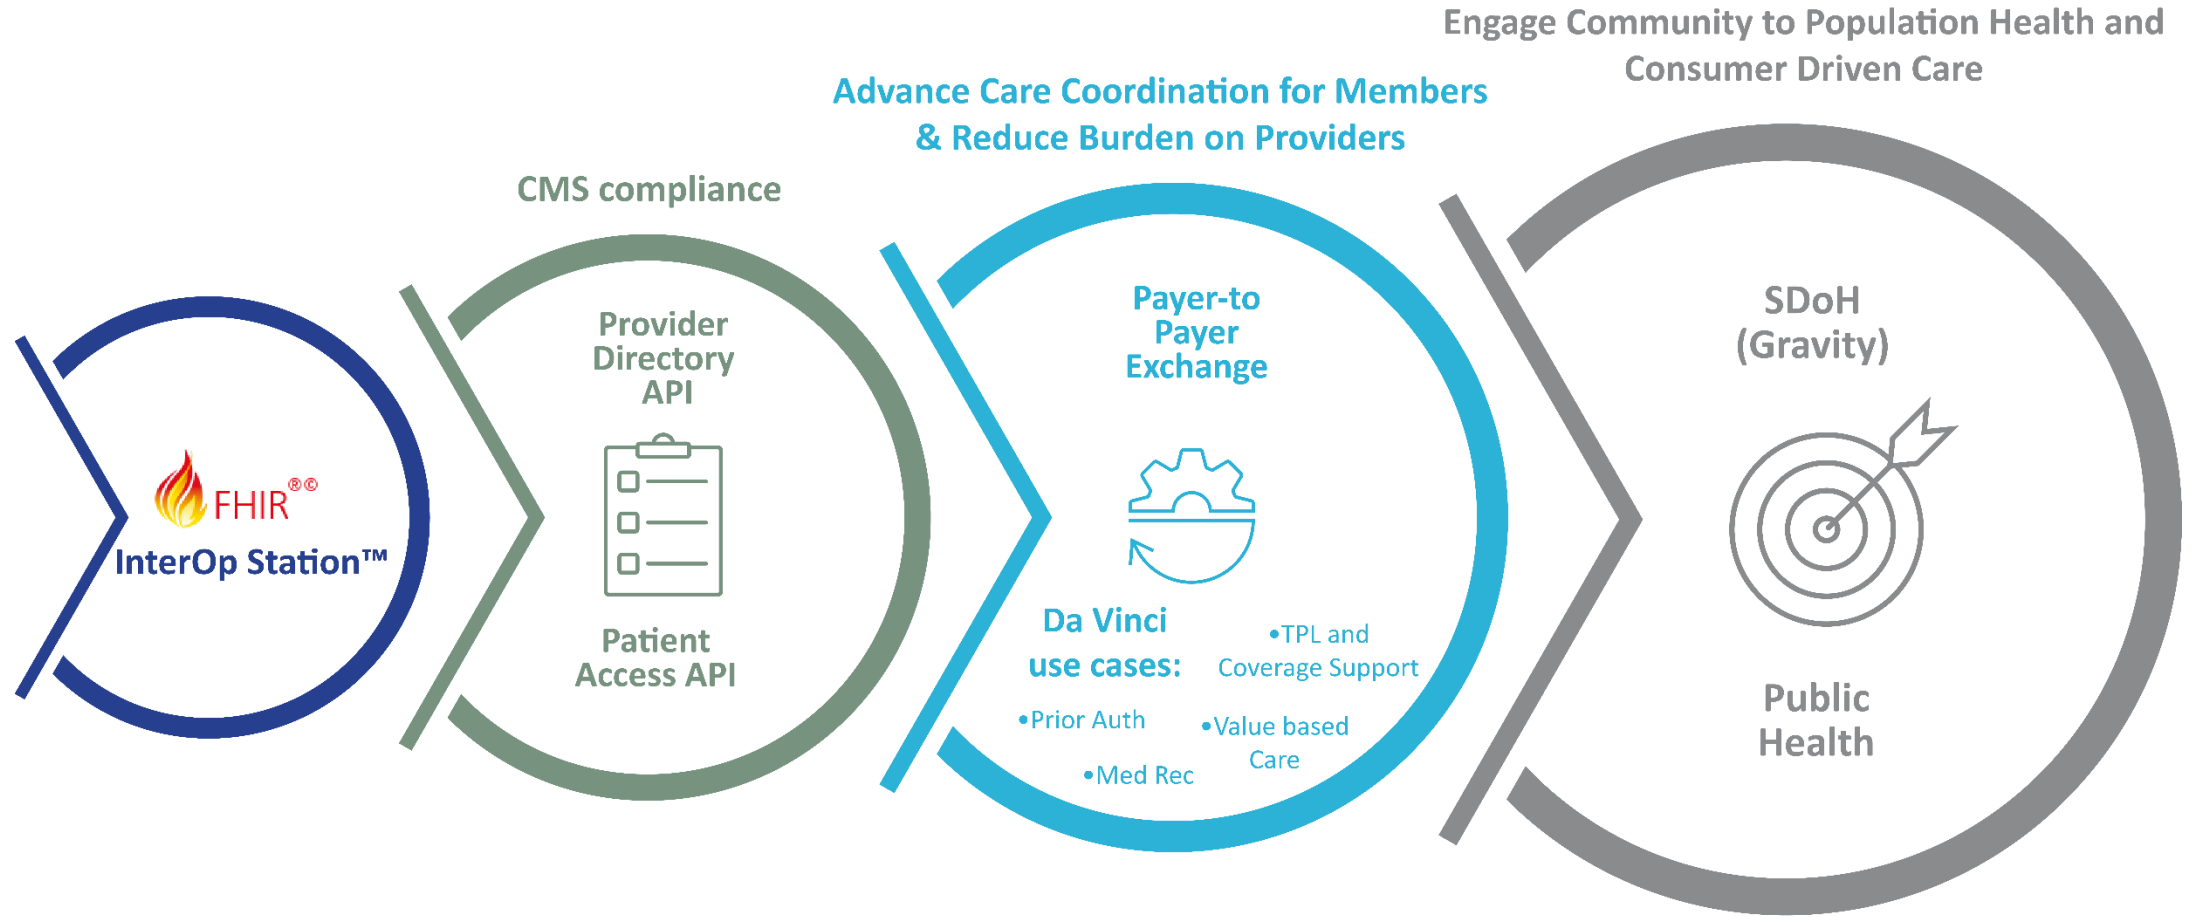 FHIR®©
InterOp Station™
CMS compliance
Provider
Directory
API
Patient
Access API
Advance Care Coordination for Members
& Reduce Burden on Providers
Payer-to
Payer
Exchange
Da Vinci
use cases:
•Prior Auth
•Med Rec
•TPL and
Coverage Support
•Value based
Care
Engage Community to Population Health and
Consumer Driven Care
SDoH
(Gravity)
Public
Health